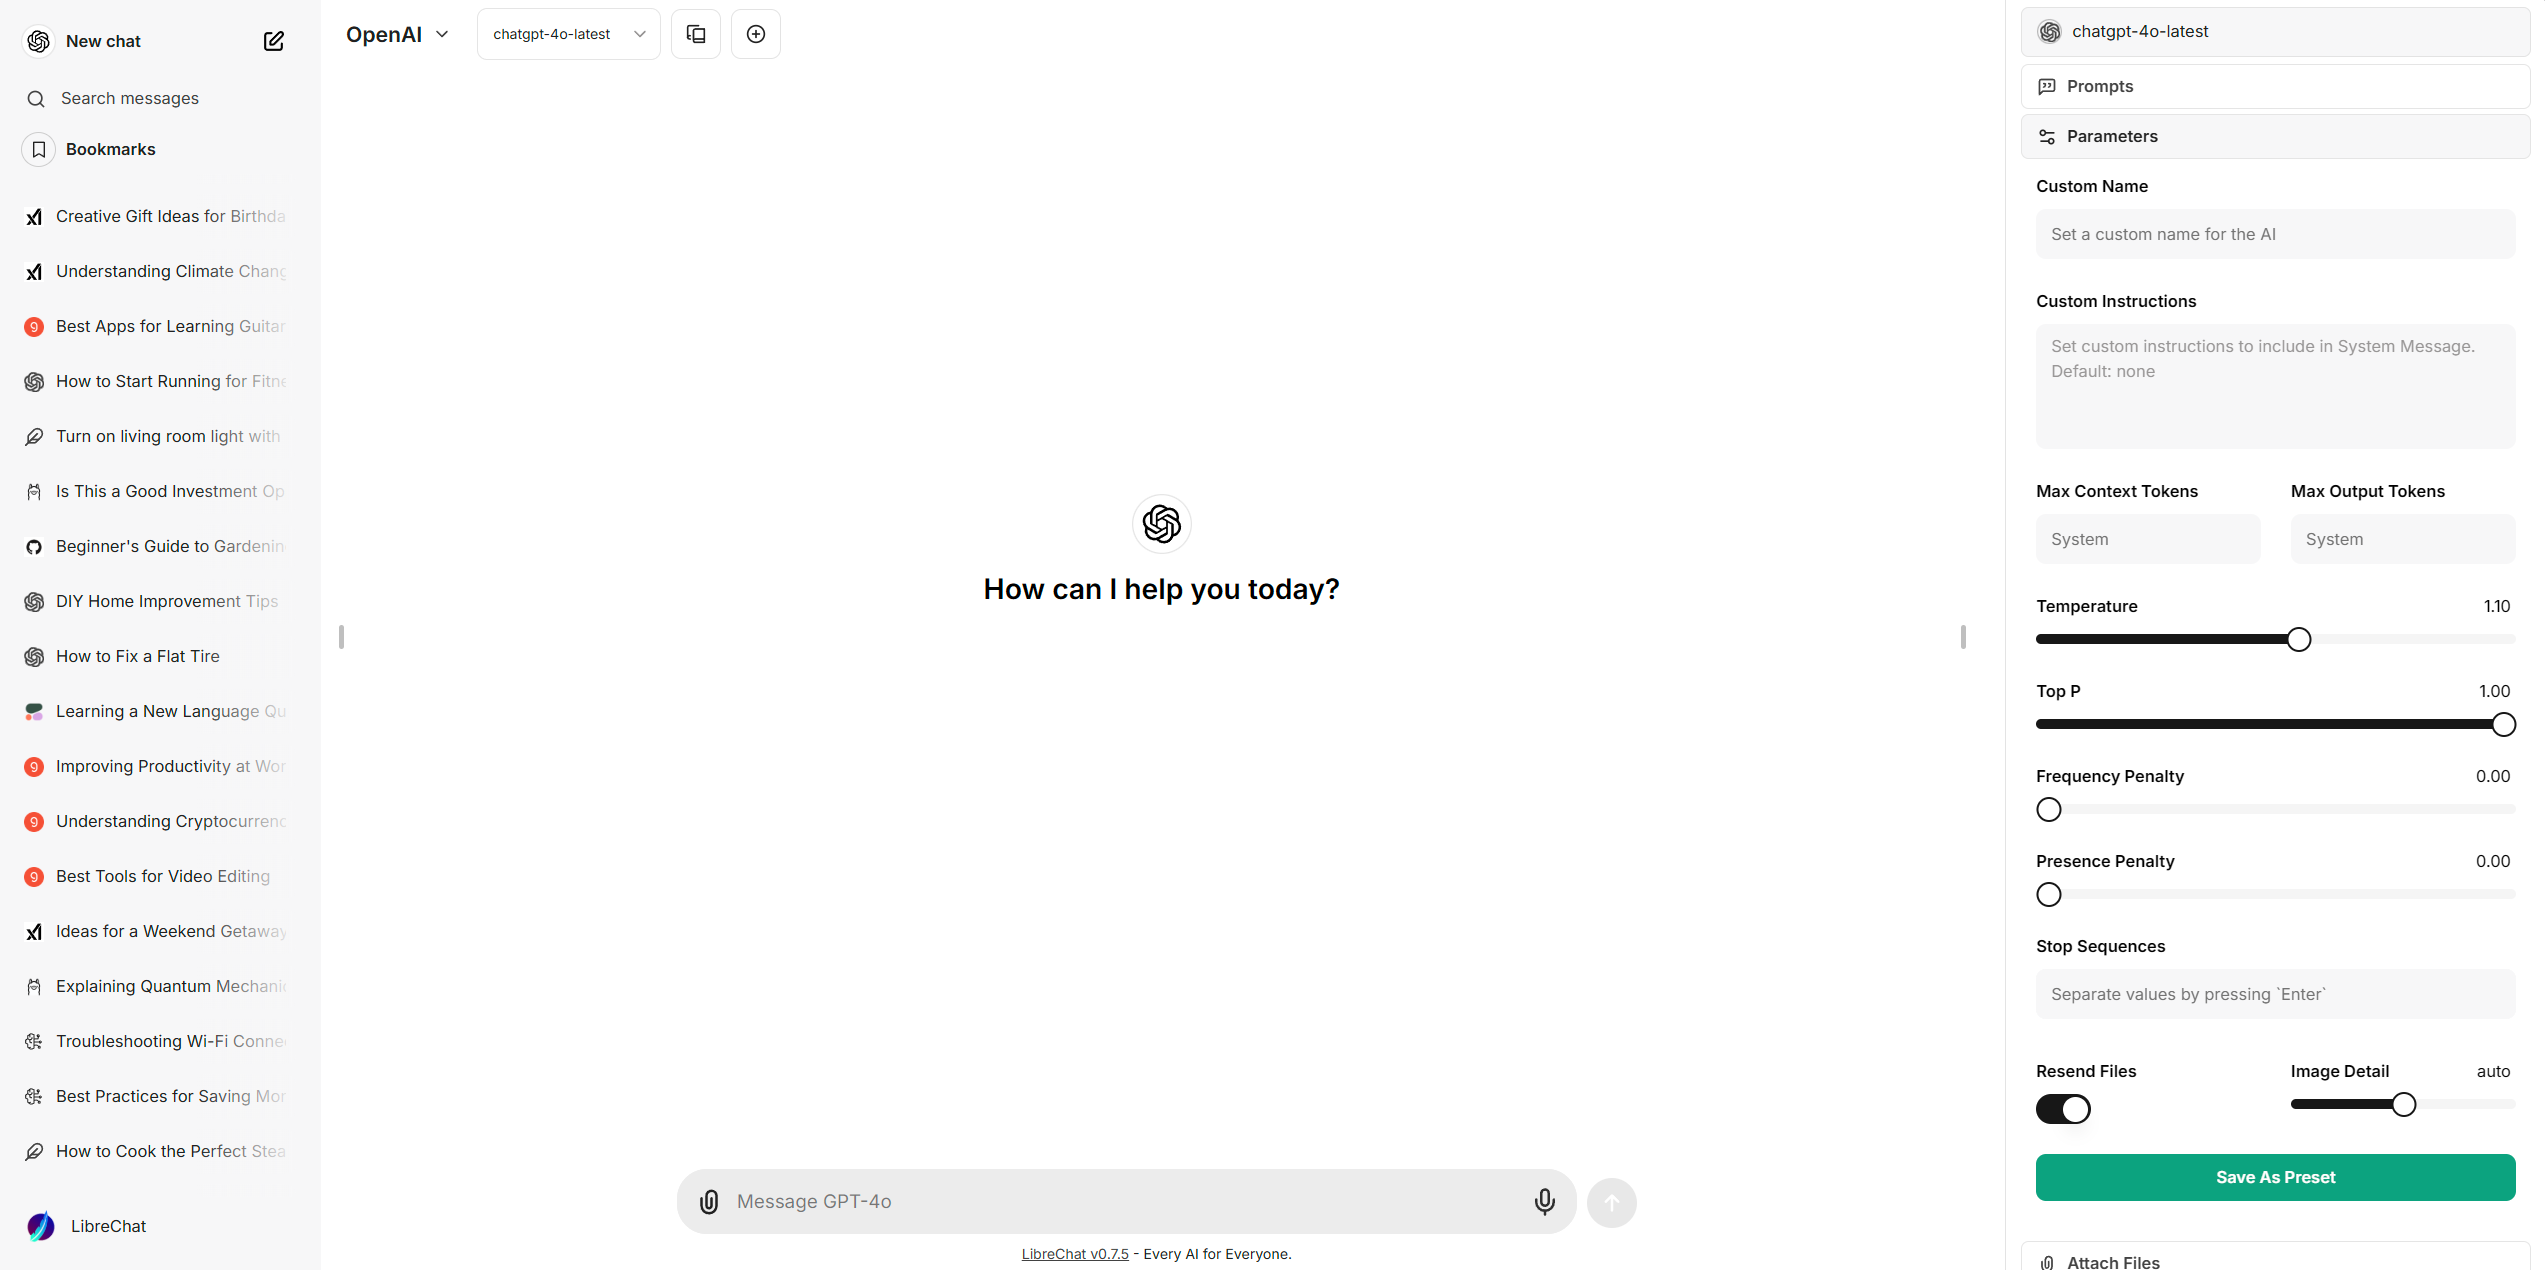 New chat
Search messages
Bookmarks
Creative Gift Ideas for Birthda
Understanding Climate Chang
Best Apps for Learning Guitar
How to Start Running for Fitne
Turn on living room light with
Is This a Good Investment Op
Beginner's Guide to Gardenin
DIY Home Improvement Tips
How to Fix a Flat Tire
Learning a New Language Qu
Improving Productivity at Wor
Understanding Cryptocurrenc
Best Tools for Video Editing
Ideas for a Weekend Getaway
Explaining Quantum Mechanic
Troubleshooting Wi-Fi Connec
Best Practices for Saving Mon
How to Cook the Perfect Stea
LibreChat
OpenAI
chatgpt-4o-latest
How can I help you today?
Message GPT-4o
LibreChat v0.7.5 - Every AI for Everyone.
chatgpt-4o-latest
Prompts
Parameters
Custom Name
Set a custom name for the AI
Custom Instructions
Set custom instructions to include in System Message.
Default: none
Max Context Tokens Max Output Tokens
System System
Temperature 1.10
Top P 1.00
Frequency Penalty 0.00
Presence Penalty 0.00
Stop Sequences
Separate values by pressing `Enter`
Resend Files Image Detail auto
Save As Preset
Attach Files